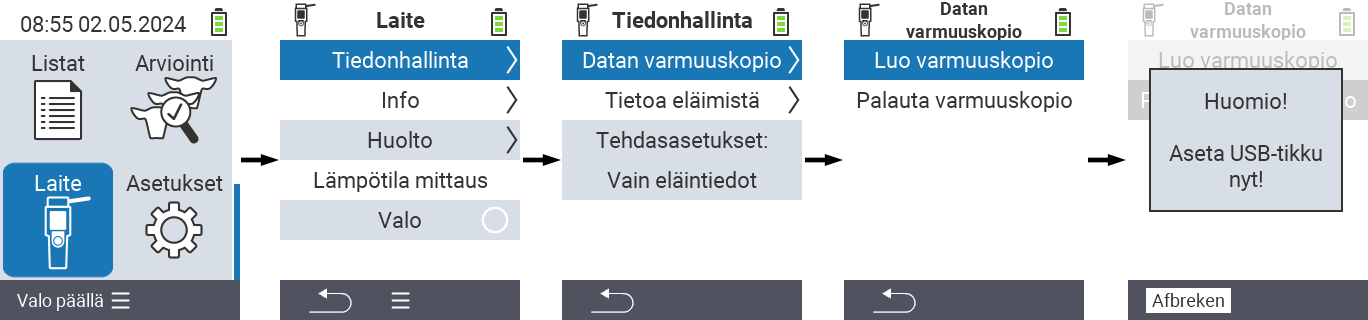 08:55 02.05.2024
Listat
Arviointi
Laite
Asetukset
Valo päällä
Laite
Tiedonhallinta
Info
Huolto
Lämpötila mittaus
Valo
Tiedonhallinta
Datan varmuuskopio
Tietoa eläimistä
Tehdasasetukset:
Vain eläintiedot
Datan
varmuuskopio
Luo varmuuskopio
Palauta varmuuskopio
Datan
varmuuskopio
Luo varmuuskopio
Huomio!
Aseta USB-tikku
nyt!
Afbreken